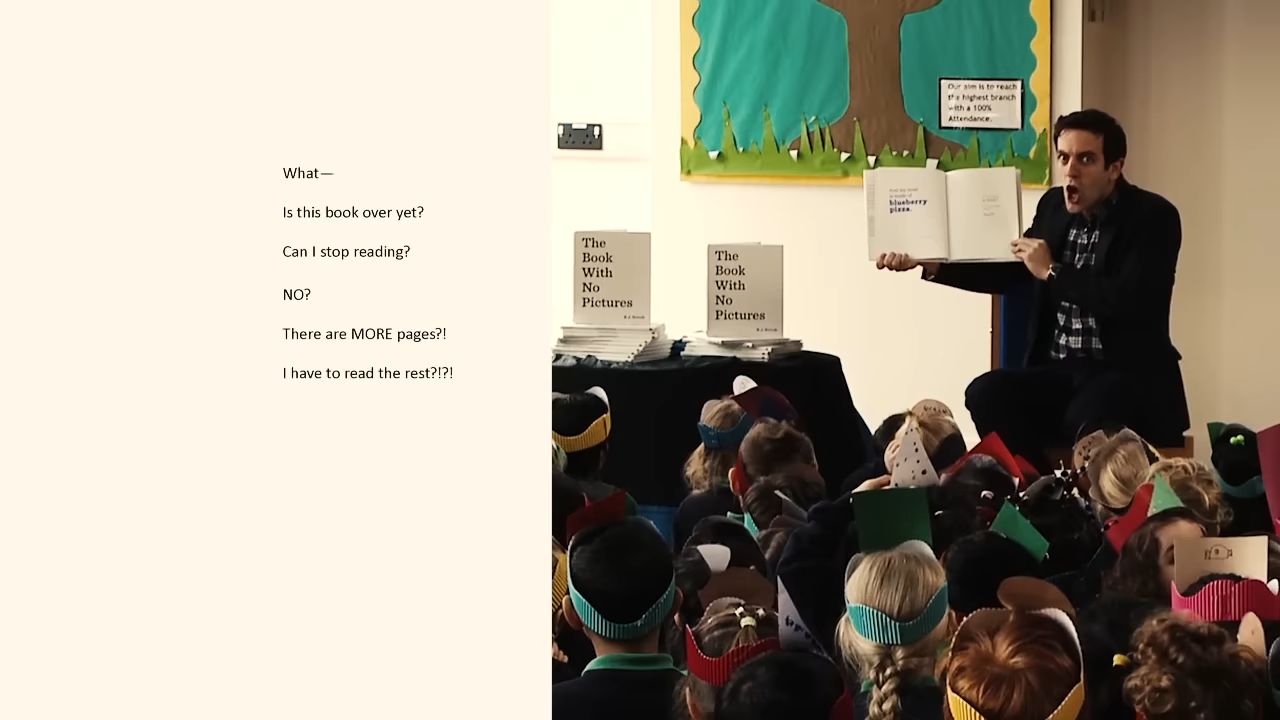 What—
Is this book over yet?
Can I stop reading?
NO?
There are MORE pages?!
I have to read the rest?!?!
Our aim is to reach
the highest branch
with a 100%
Attendance.
blueberry
pizza.
The
Book
With
No
Pictures
B.J. Novak
The
Book
With
No
Pictures
B.J. Novak